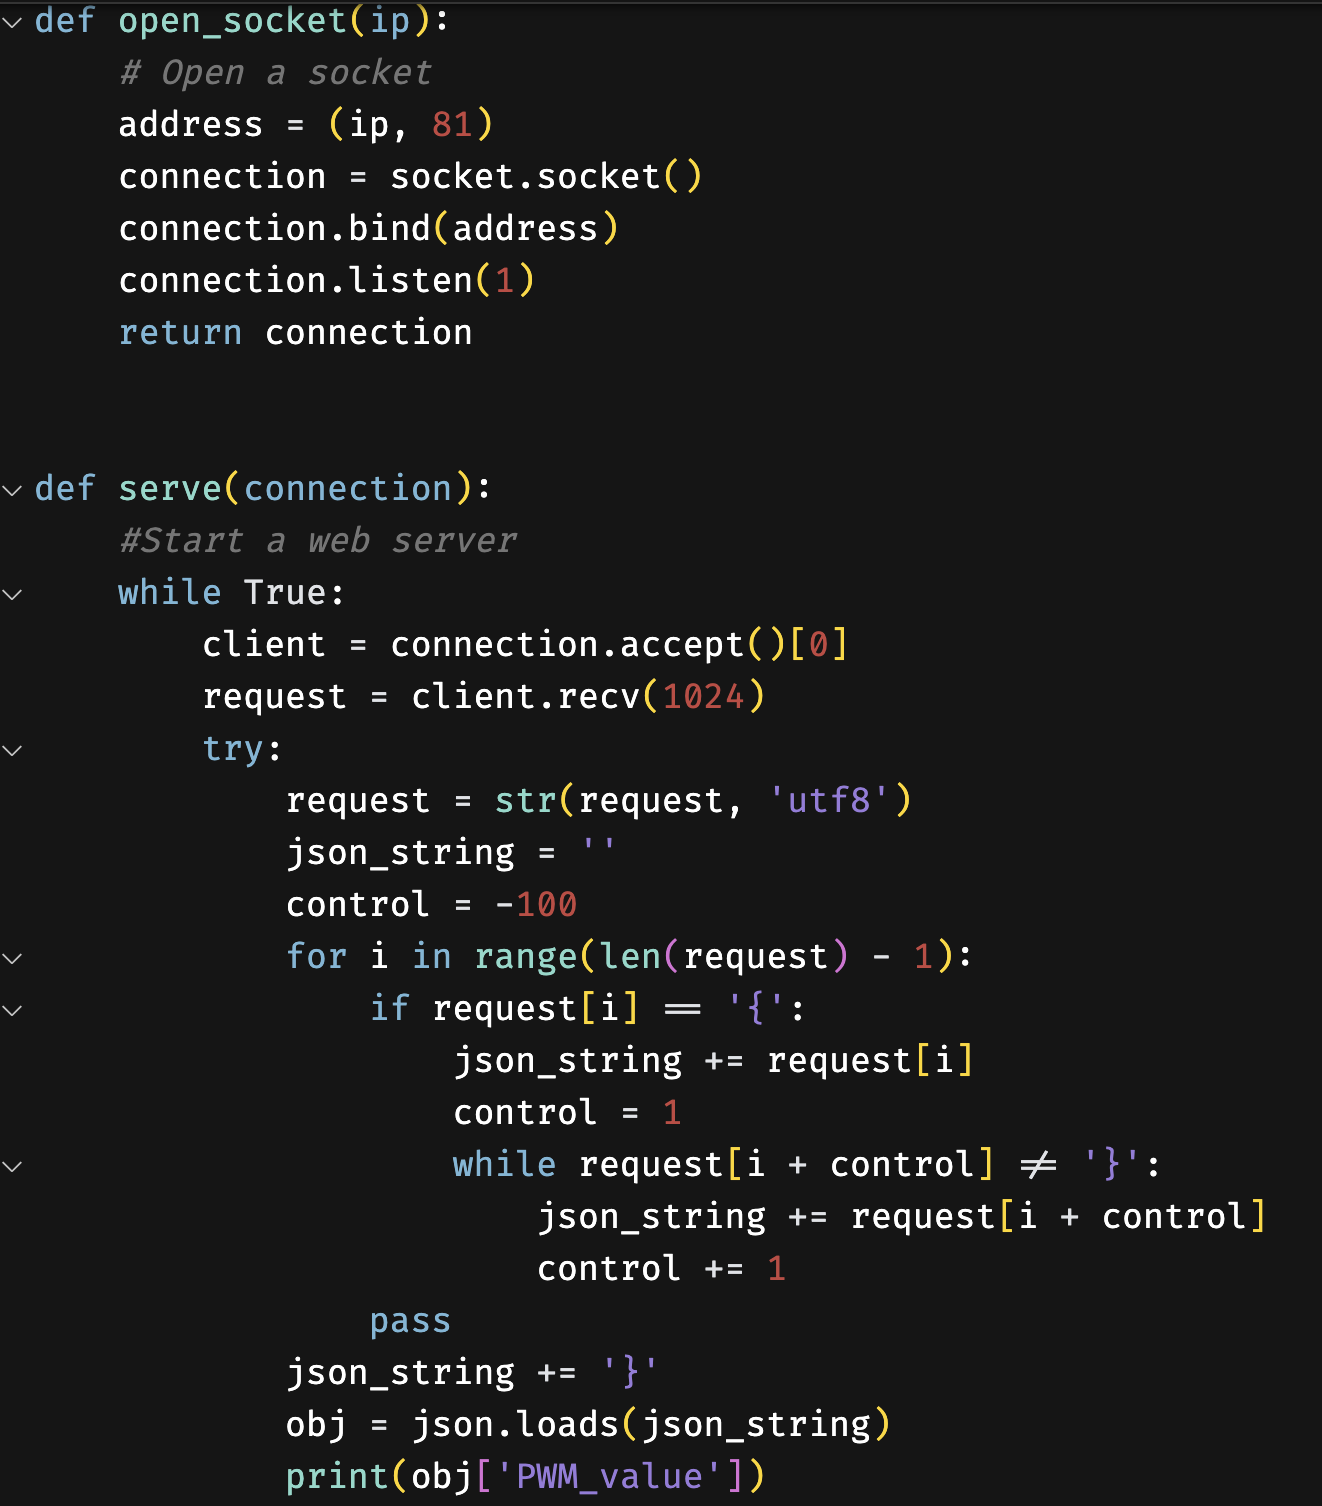 def open_socket(ip):
    # Open a socket
    address = (ip, 81)
    connection = socket.socket()
    connection.bind(address)
    connection.listen(1)
    return connection
def serve(connection):
    #Start a web server
    while True:
        client = connection.accept()[0]
        request = client.recv(1024)
        try:
            request = str(request, 'utf8')
            json_string = ''
            control = -100
            for i in range(len(request) - 1):
                if request[i] == '{':
                    json_string += request[i]
                    control = 1
                    while request[i + control] != '}':
                        json_string += request[i + control]
                        control += 1
                pass
            json_string += '}'
            obj = json.loads(json_string)
            print(obj['PWM_value'])